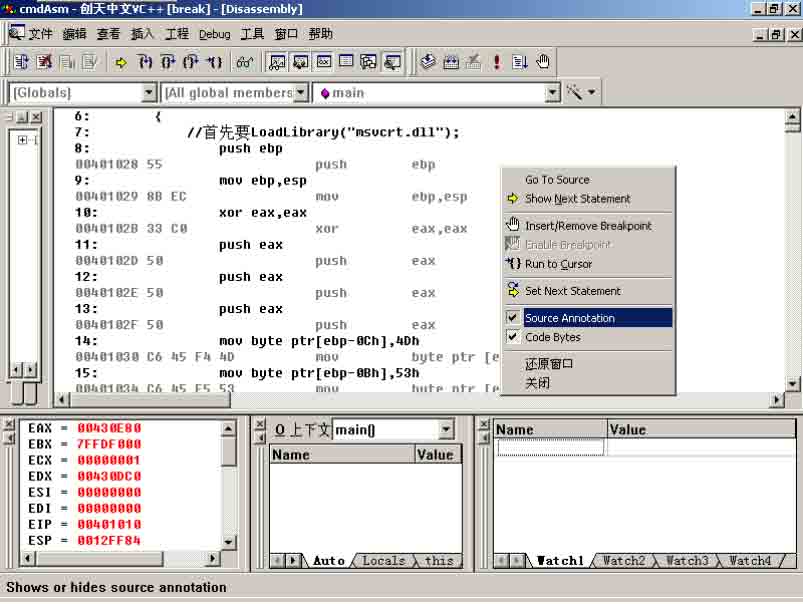 cmdAsm - 创天中文VC++ [break] - [Disassembly]
文件 编辑 查看 插入 工程 Debug 工具 窗口 帮助
[Globals] [All global members main
6: {
7: //首先要LoadLibrary("msvcrt.dll");
8: push ebp
00401028 55 push ebp
9: mov ebp,esp
00401029 8B EC mov ebp,esp
10: xor eax,eax
0040102B 33 C0 xor eax,eax
11: push eax
0040102D 50 push eax
12: push eax
0040102E 50 push eax
13: push eax
0040102F 50 push eax
14: mov byte ptr[ebp-0Ch],4Dh
00401030 C6 45 F4 4D mov byte ptr [e
15: mov byte ptr[ebp-0Bh],53h
00401034 C6 45 F5 53 mov byte ptr [e
Go To Source
Show Next Statement
Insert/Remove Breakpoint
Enable Breakpoint
Run to Cursor
Set Next Statement
Source Annotation
Code Bytes
还原窗口
关闭
EAX = 00430E80
EBX = 7FFDF000
ECX = 00000001
EDX = 00430DC0
ESI = 00000000
EDI = 00000000
EIP = 00401010
ESP = 0012FF84
O 上下文 main()
Name Value
Auto Locals this
Name Value
Watch1 Watch2 Watch3 Watch4
Shows or hides source annotation